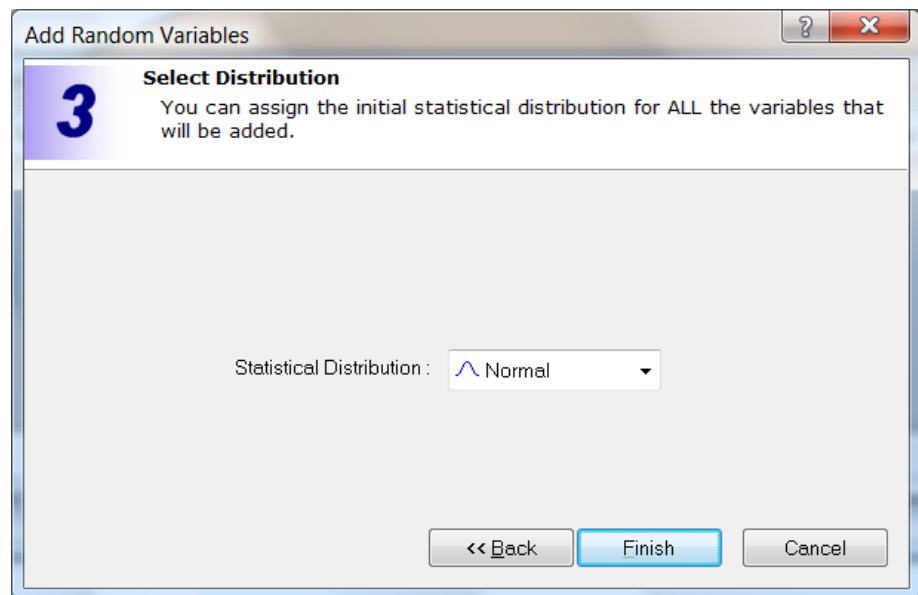 Add Random Variables
?
3
Select Distribution
You can assign the initial statistical distribution for ALL the variables that
will be added.
Statistical Distribution : Normal
<< Back Finish Cancel